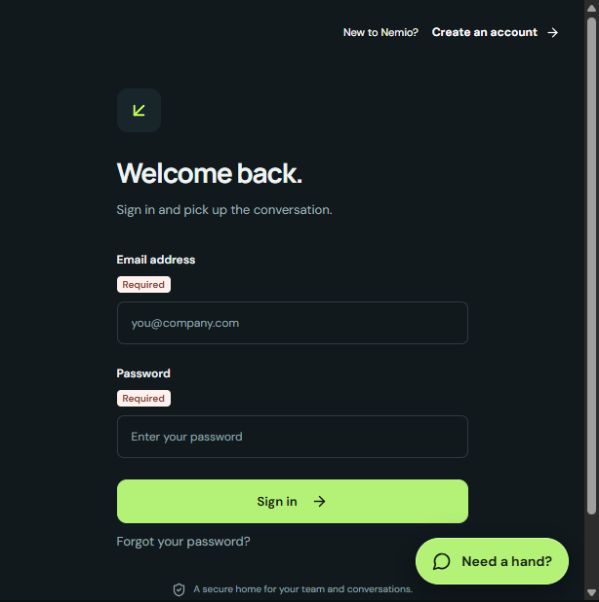 New to Nemio? Create an account
Welcome back.
Sign in and pick up the conversation.
Email address
Required
you@company.com
Password
Required
Enter your password
Sign in
Forgot your password?
Need a hand?
A secure home for your team and conversations.